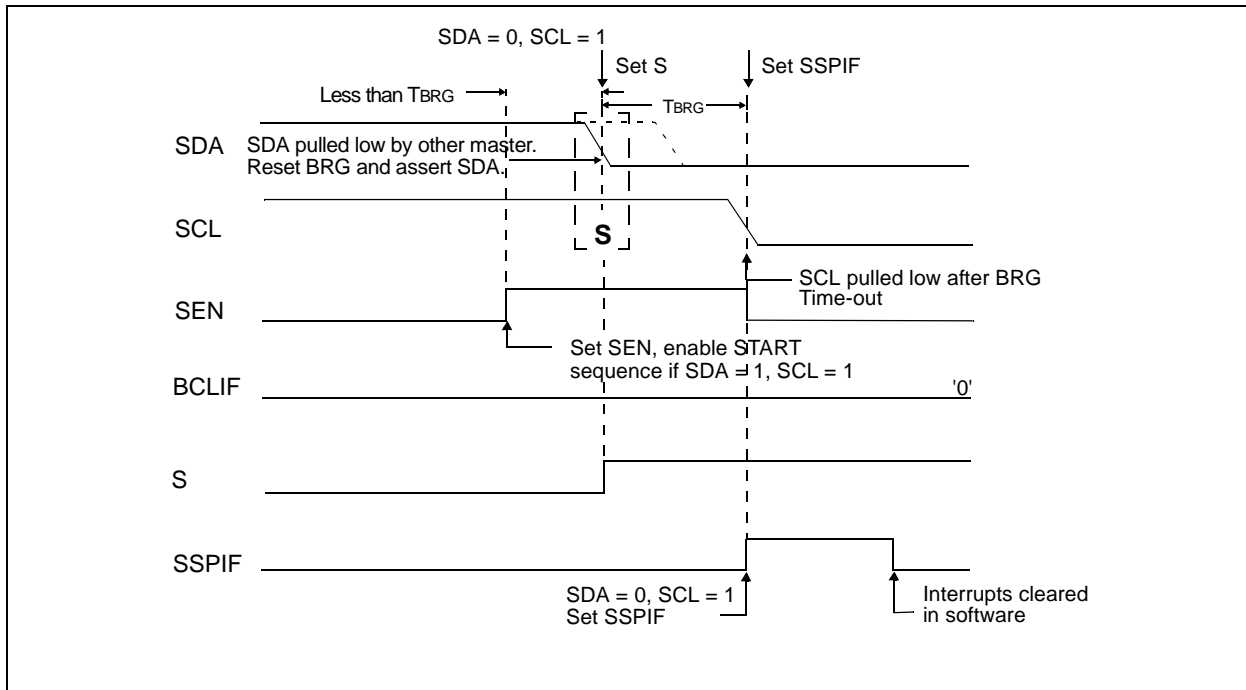 SDA = 0, SCL = 1
Set S
Set SSPIF
Less than TBRG
TBRG
SDA
SDA pulled low by other master.
Reset BRG and assert SDA.
SCL
S
SCL pulled low after BRG
Time-out
SEN
Set SEN, enable START
sequence if SDA = 1, SCL = 1
BCLIF
'0'
S
SSPIF
SDA = 0, SCL = 1
Set SSPIF
Interrupts cleared
in software